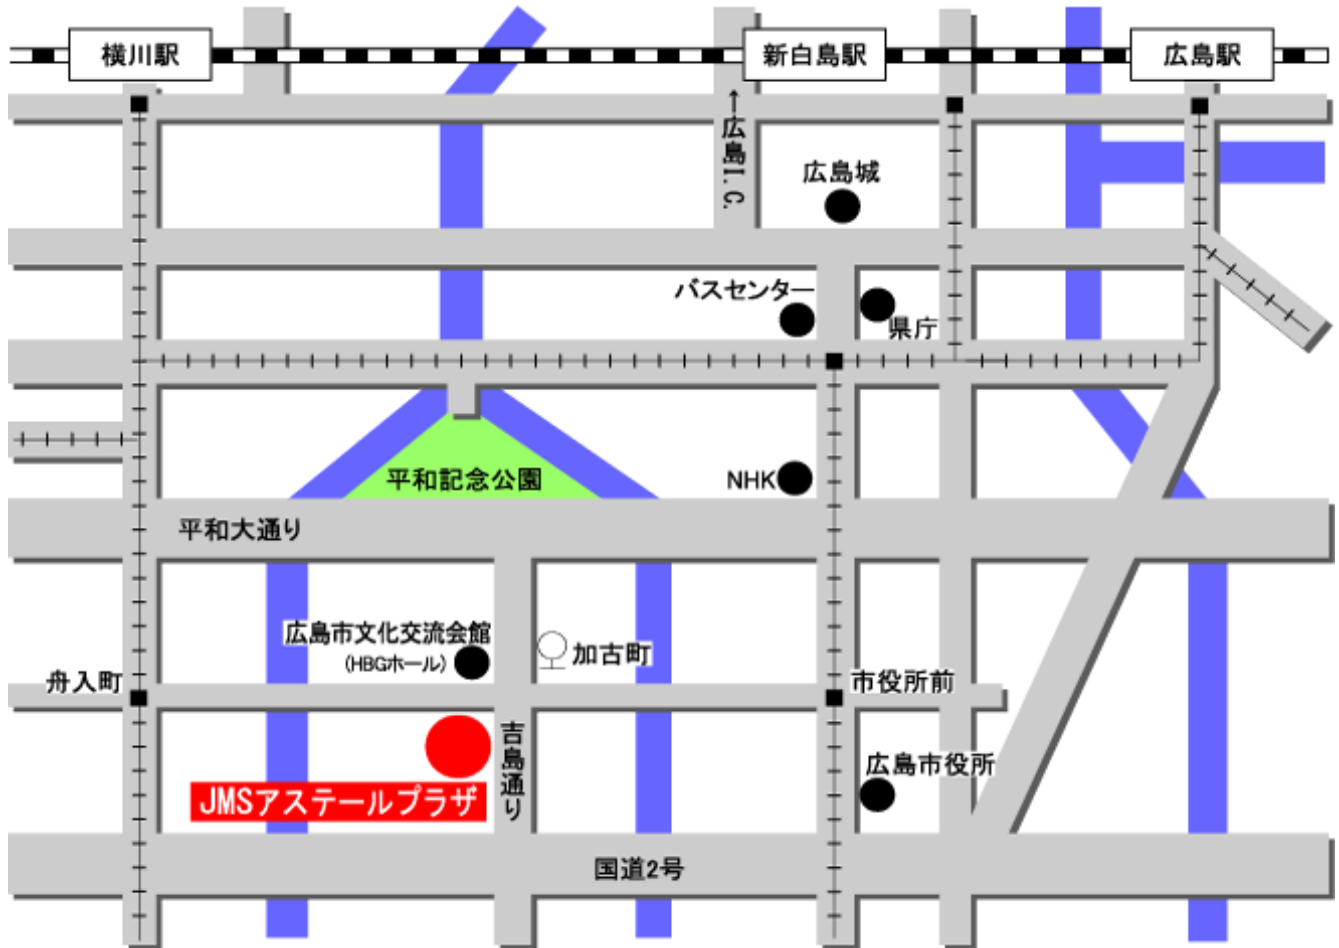 横川駅
新白島駅
広島駅
←広島I.C.
広島城
バスセンター
県庁
平和記念公園
NHK
平和大通り
広島市文化交流会館
(HBGホール)
加古町
舟入町
市役所前
吉島通り
広島市役所
JMSアステールプラザ
国道2号